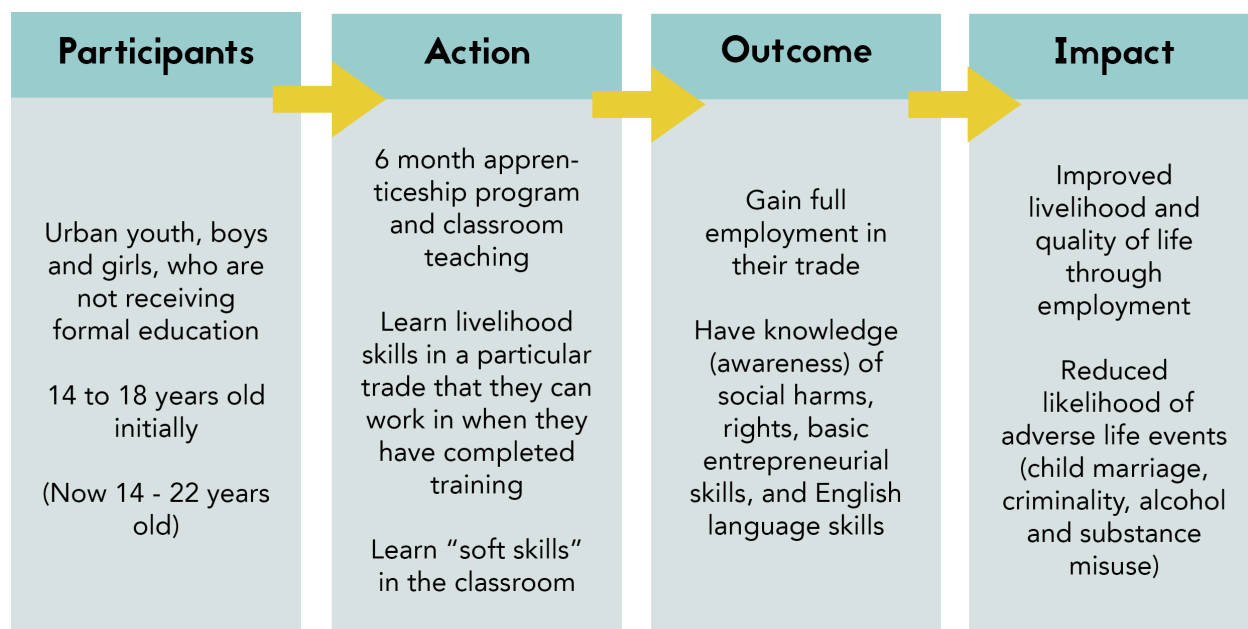 Participants
Urban youth, boys
and girls, who are
not receiving
formal education
14 to 18 years old
initially
(Now 14 - 22 years
old)
Action
6 month appren-
ticeship program
and classroom
teaching
Learn livelihood
skills in a particular
trade that they can
work in when they
have completed
training
Learn “soft skills”
in the classroom
Outcome
Gain full
employment in
their trade
Have knowledge
(awareness) of
social harms,
rights, basic
entrepreneurial
skills, and English
language skills
Impact
Improved
livelihood and
quality of life
through
employment
Reduced
likelihood of
adverse life events
(child marriage,
criminality, alcohol
and substance
misuse)